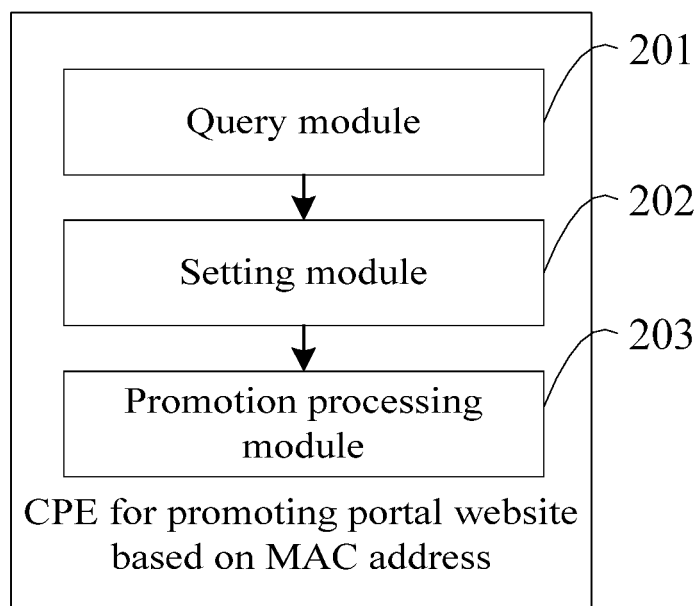 201
Query module
202
Setting module
203
Promotion processing
module
CPE for promoting portal website
based on MAC address